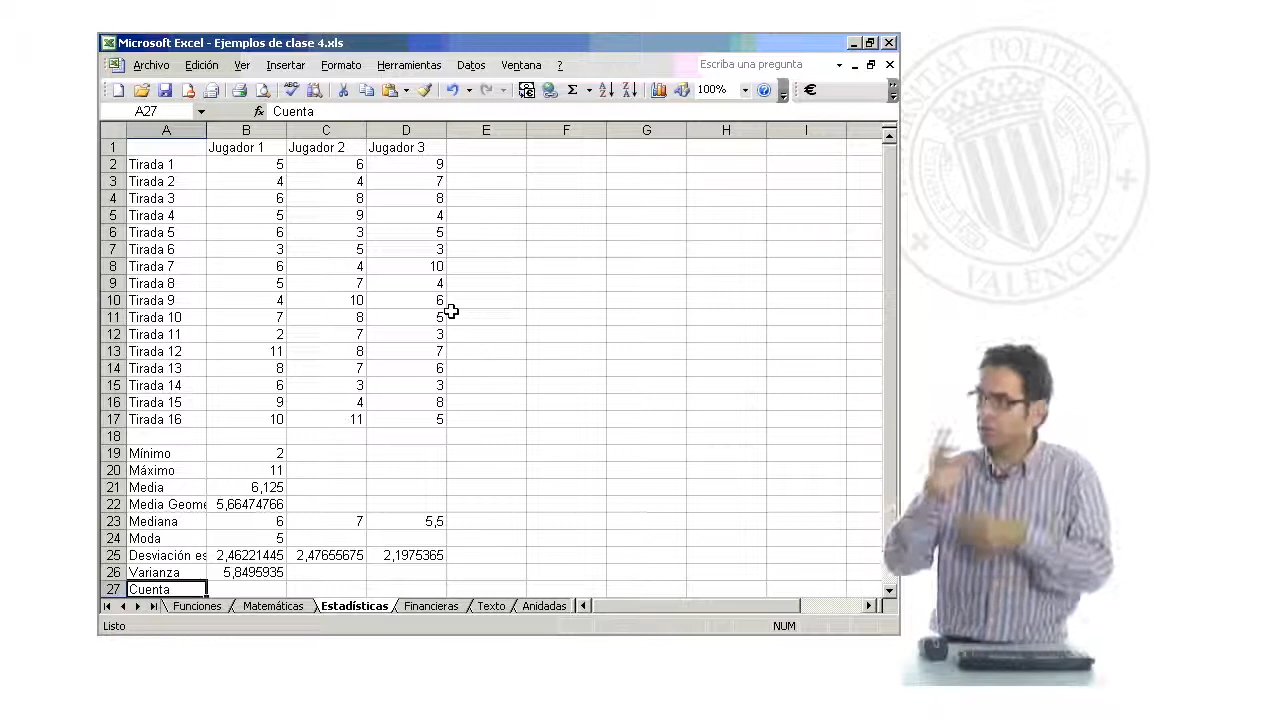 Microsoft Excel - Ejemplos de clase 4.xls
Archivo Edición Ver Insertar Formato Herramientas Datos Ventana ? Escriba una pregunta
100% €
A27 fx Cuenta
A B C D E F G H I
1 Jugador 1 Jugador 2 Jugador 3
2 Tirada 1 5 6 9
3 Tirada 2 4 4 7
4 Tirada 3 6 8 8
5 Tirada 4 5 9 4
6 Tirada 5 6 3 5
7 Tirada 6 3 5 3
8 Tirada 7 6 4 10
9 Tirada 8 5 7 4
10 Tirada 9 4 10 6
11 Tirada 10 7 8 5
12 Tirada 11 2 7 3
13 Tirada 12 11 8 7
14 Tirada 13 8 7 6
15 Tirada 14 6 3 3
16 Tirada 15 9 4 8
17 Tirada 16 10 11 5
18
19 Mínimo 2
20 Máximo 11
21 Media 6,125
22 Media Geome 5,66474766
23 Mediana 6 7 5,5
24 Moda 5
25 Desviación es 2,46221445 2,47655675 2,1975365
26 Varianza 5,8495935
27 Cuenta
Funciones Matemáticas Estadísticas Financieras Texto Anidadas
Listo NUM
POLITÈCNICA
VALÈNCIA